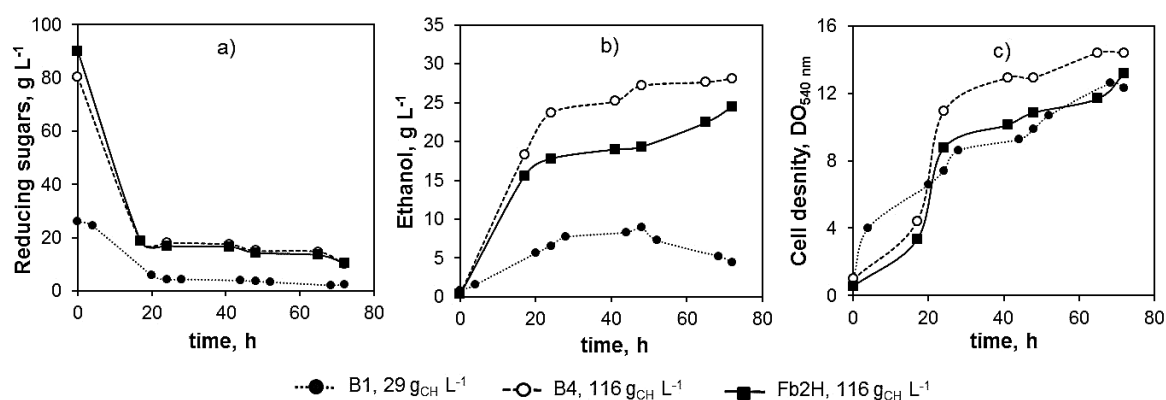 a)
Reducing sugars, g L-1
100
80
60
40
20
0
0 20 40 60 80
time, h
b)
Ethanol, g L-1
35
30
25
20
15
10
5
0
0 20 40 60 80
time, h
c)
Cell desnity, DO540 nm
16
12
8
4
0
0 20 40 60 80
time, h
B1, 29 gCH L-1 B4, 116 gCH L-1 Fb2H, 116 gCH L-1